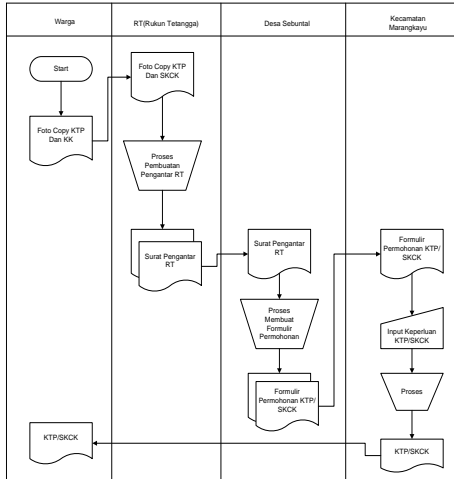 Warga
RT(Rukun Tetangga)
Desa Sebuntal
Kecamatan
Marangkayu
Start
Foto Copy KTP
Dan KK
Foto Copy KTP
Dan SKCK
Proses
Pembuatan
Pengantar RT
Surat Pengantar
RT
Surat Pengantar
RT
Proses
Membuat
Formulir
Permohonan
Formulir
Permohonan KTP/
SKCK
Formulir
Permohonan KTP/
SKCK
Input Keperluan
KTP/SKCK
Proses
KTP/SKCK
KTP/SKCK